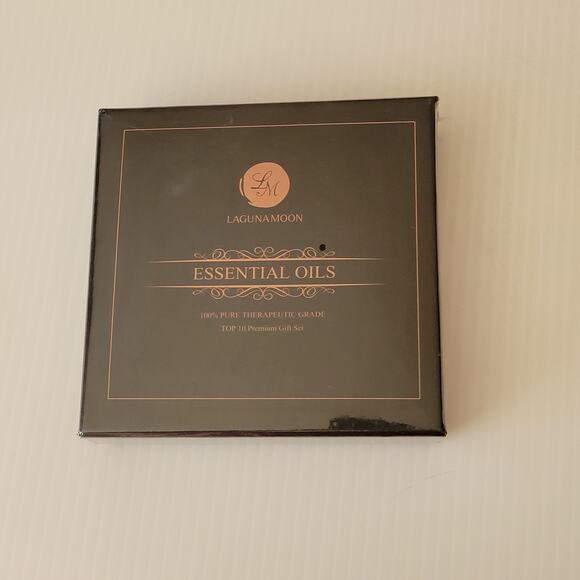 LM
LAGUNAMOON
ESSENTIAL OILS
100% PURE THERAPEUTIC GRADE
TOP 10 Premium Gift Set